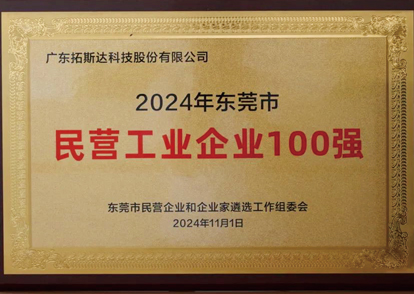 广东拓斯达科技股份有限公司
2024年东莞市
民营工业企业100强
东莞市民营企业和企业家遴选工作组委会
2024年11月1日